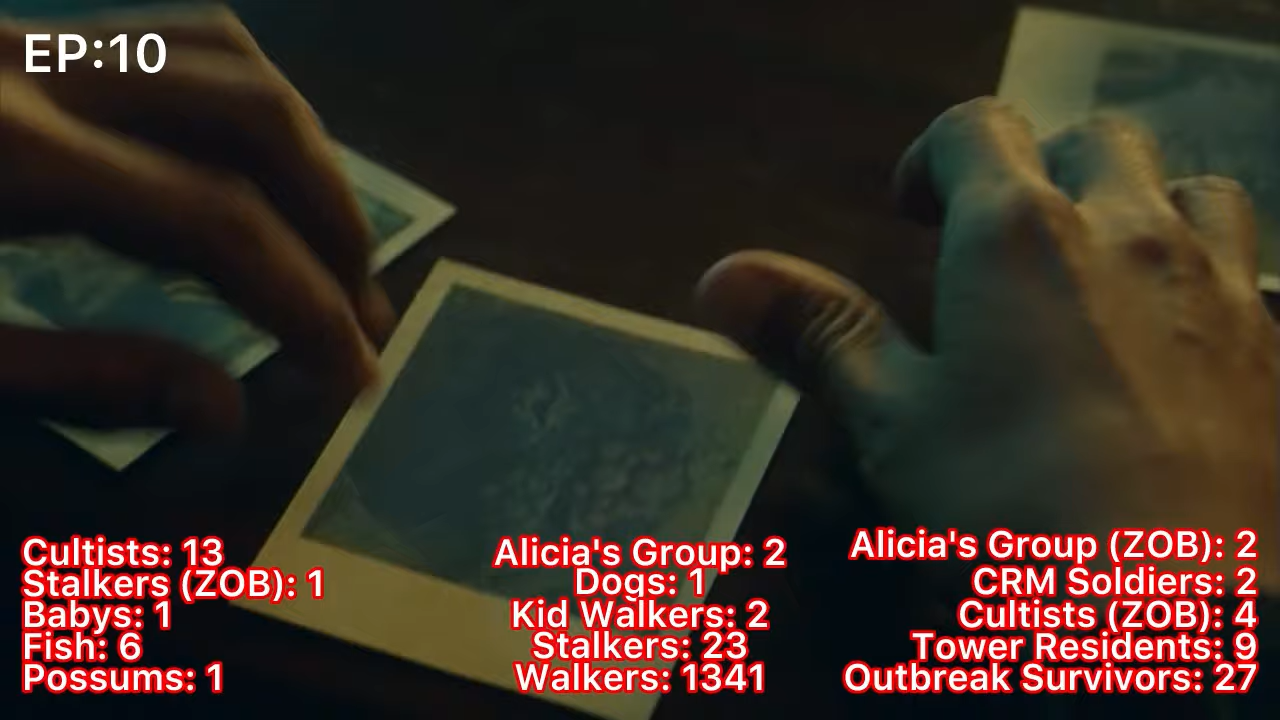 EP:10
Cultists: 13
Stalkers (ZOB): 1
Babys: 1
Fish: 6
Possums: 1
Alicia's Group: 2
Dogs: 1
Kid Walkers: 2
Stalkers: 23
Walkers: 1341
Alicia's Group (ZOB): 2
CRM Soldiers: 2
Cultists (ZOB): 4
Tower Residents: 9
Outbreak Survivors: 27